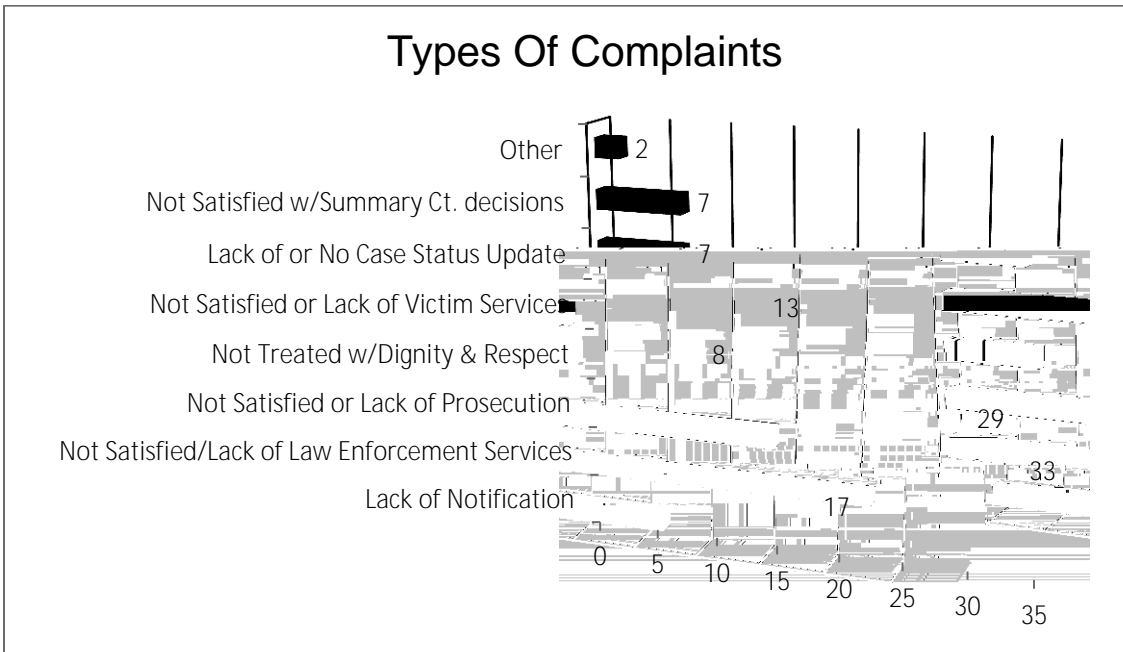 Types Of Complaints
Other 2
Not Satisfied w/Summary Ct. decisions 7
Lack of or No Case Status Update 7
Not Satisfied or Lack of Victim Services 13
Not Treated w/Dignity & Respect 8
Not Satisfied or Lack of Prosecution 29
Not Satisfied/Lack of Law Enforcement Services 33
Lack of Notification 17
0 5 10 15 20 25 30 35